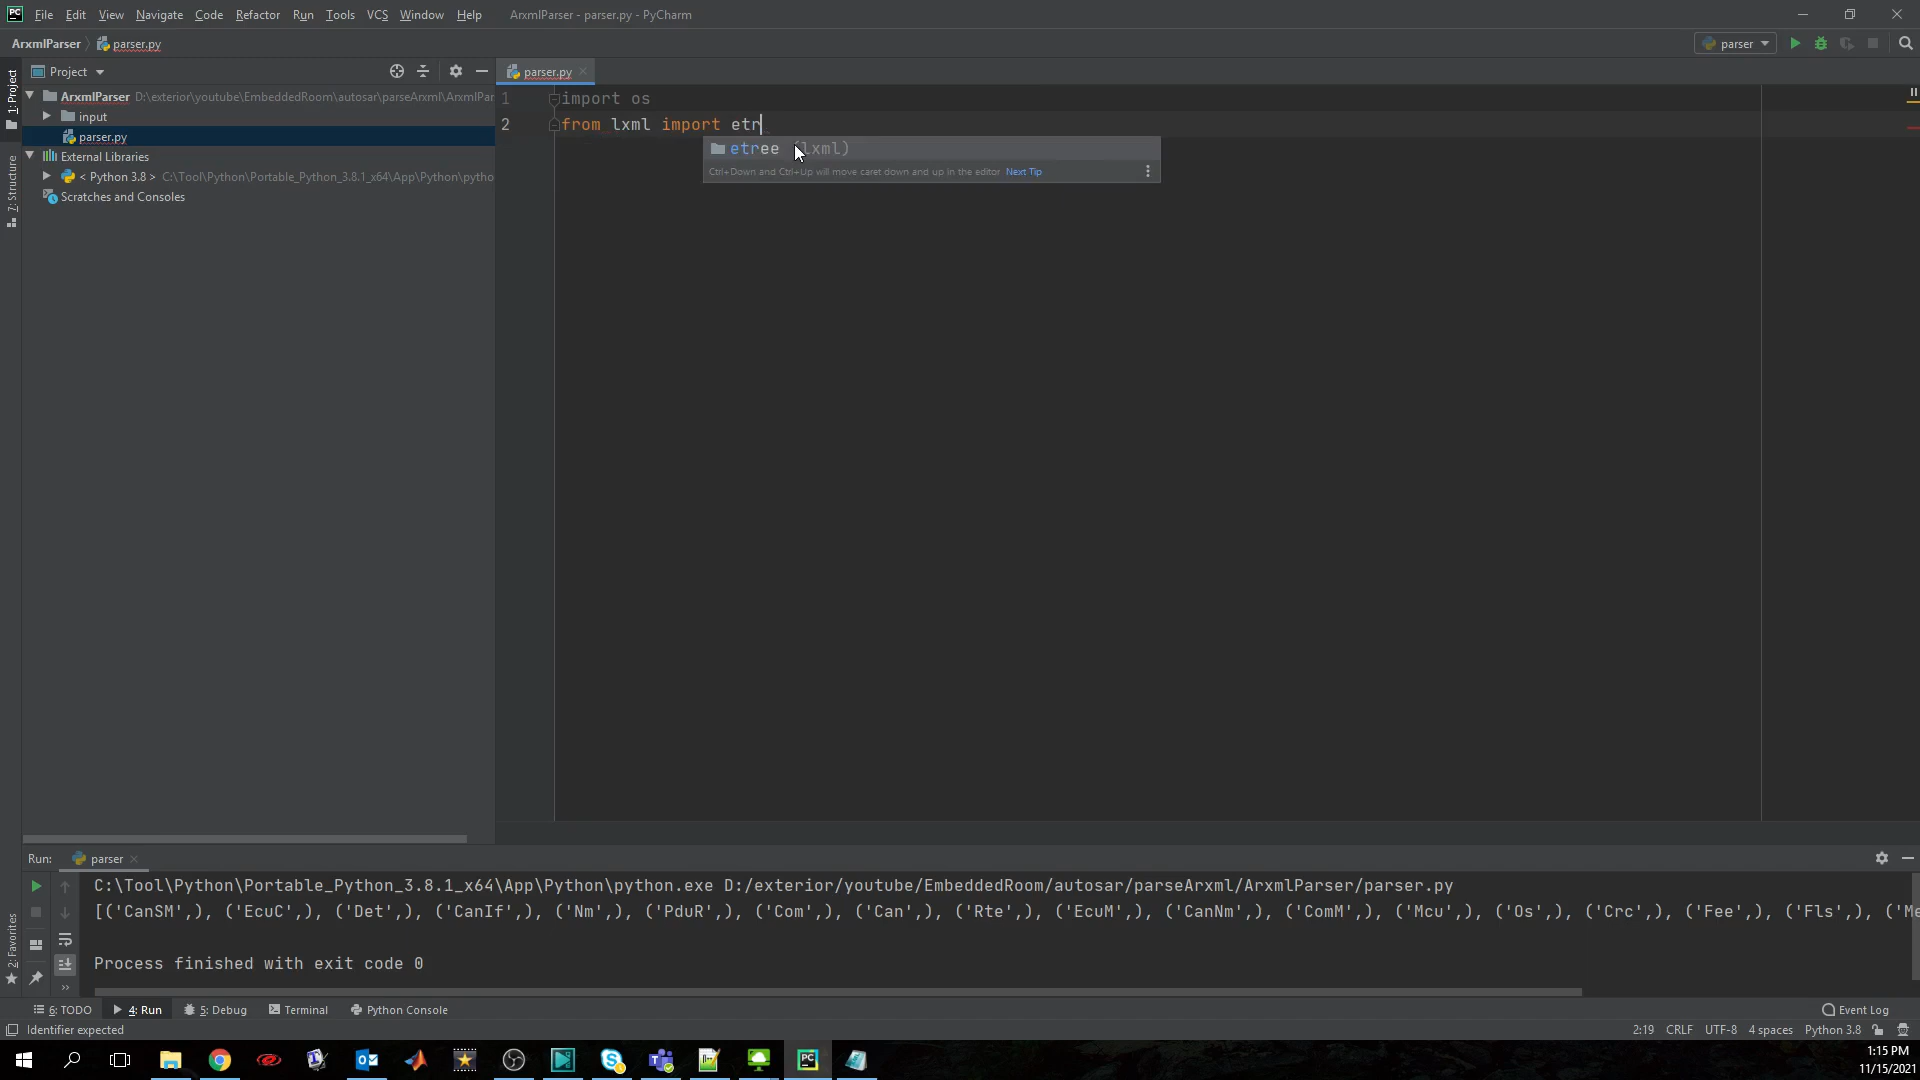 PC File Edit View Navigate Code Refactor Run Tools VCS Window Help ArxmlParser - parser.py - PyCharm
ArxmlParser parser.py parser
1: Project
Project parser.py
ArxmlParser D:\exterior\youtube\EmbeddedRoom\autosar\parseArxml\ArxmlPar
input
parser.py
External Libraries
< Python 3.8 > C:\Tool\Python\Portable_Python_3.8.1_x64\App\Python\pytho
Scratches and Consoles
7: Structure
1 import os
2 from lxml import etr
etree (lxml)
Ctrl+Down and Ctrl+Up will move caret down and up in the editor Next Tip
Run: parser
C:\Tool\Python\Portable_Python_3.8.1_x64\App\Python\python.exe D:/exterior/youtube/EmbeddedRoom/autosar/parseArxml/ArxmlParser/parser.py
[('CanSM',), ('EcuC',), ('Det',), ('CanIf',), ('Nm',), ('PduR',), ('Com',), ('Can',), ('Rte',), ('EcuM',), ('CanNm',), ('ComM',), ('Mcu',), ('Os',), ('Crc',), ('Fee',), ('Fls',), ('Me
Process finished with exit code 0
2: Favorites
6: TODO 4: Run 5: Debug Terminal Python Console Event Log
Identifier expected 2:19 CRLF UTF-8 4 spaces Python 3.8
1:15 PM
11/15/2021